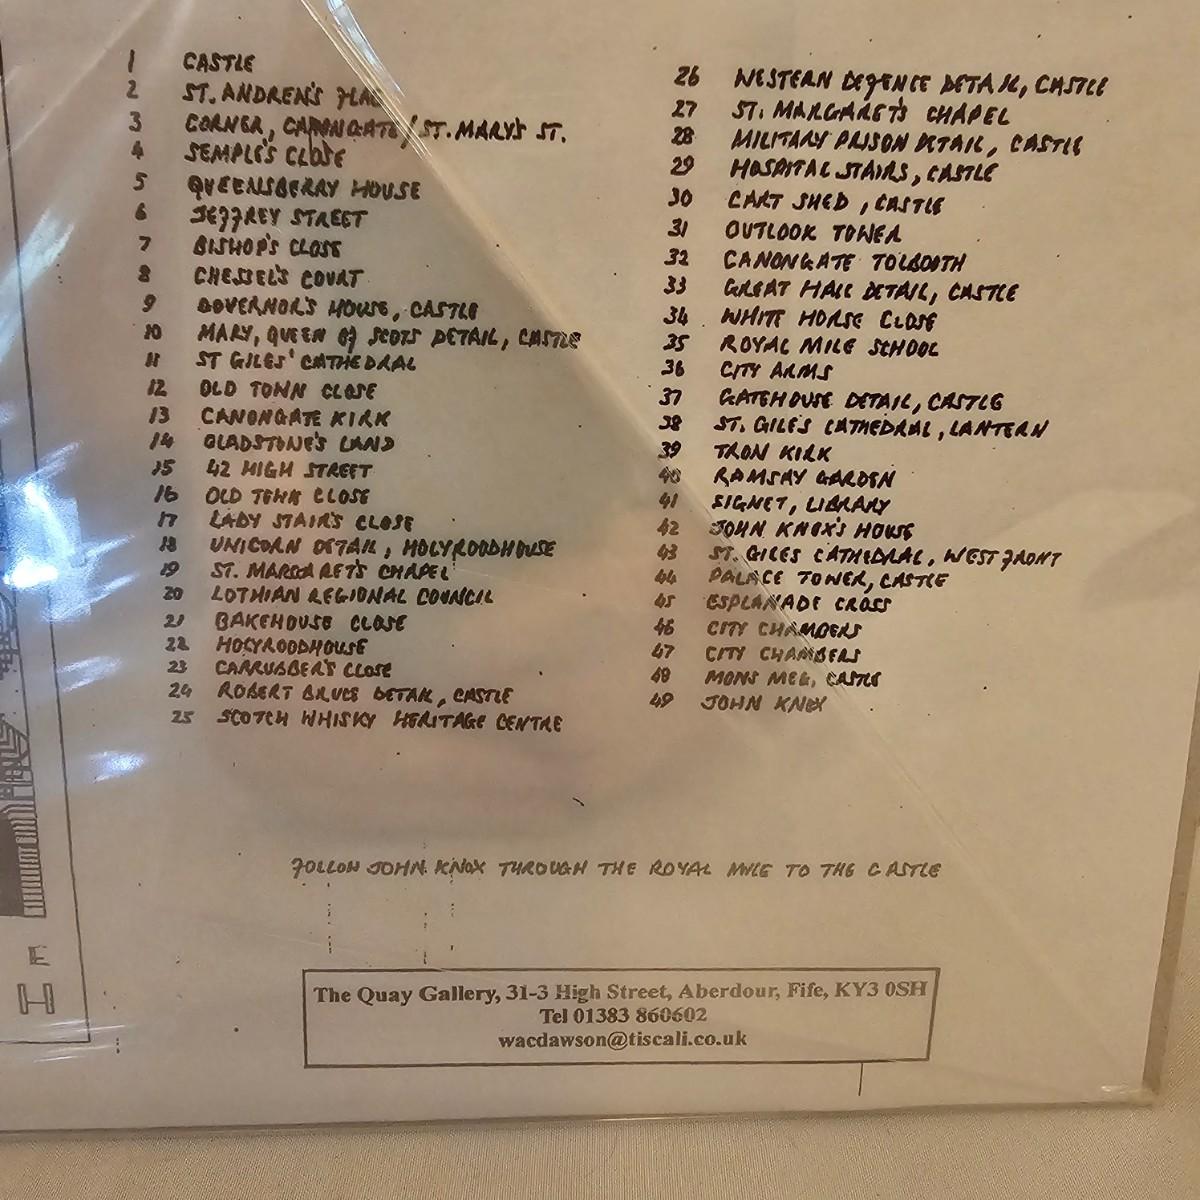 1 CASTLE
2 ST. ANDREW'S
3 CORNER, CANONGATE / ST. MARY'S ST.
4 SEMPLE'S CLOSE
5 QUEENSBERRY HOUSE
6 JEFFREY STREET
7 BISHOP'S CLOSE
8 CHESSEL'S COURT
9 GOVERNOR'S HOUSE, CASTLE
10 MARY, QUEEN OF SCOTS DETAIL, CASTLE
11 ST GILES' CATHEDRAL
12 OLD TOWN CLOSE
13 CANONGATE KIRK
14 GLADSTONE'S LAND
15 42 HIGH STREET
16 OLD TOWN CLOSE
17 LADY STAIR'S CLOSE
18 UNICORN DETAIL, HOLYROODHOUSE
19 ST. MARGARET'S CHAPEL
20 LOTHIAN REGIONAL COUNCIL
21 BAKEHOUSE CLOSE
22 HOLYROODHOUSE
23 CARRUBBER'S CLOSE
24 ROBERT BRUCE DETAIL, CASTLE
25 SCOTCH WHISKY HERITAGE CENTRE
26 WESTERN DEFENCE DETAIL, CASTLE
27 ST. MARGARET'S CHAPEL
28 MILITARY PRISON DETAIL, CASTLE
29 HOSPITAL STAIRS, CASTLE
30 CART SHED, CASTLE
31 OUTLOOK TOWER
32 CANONGATE TOLBOOTH
33 GREAT HALL DETAIL, CASTLE
34 WHITE HORSE CLOSE
35 ROYAL MILE SCHOOL
36 CITY ARMS
37 GATEHOUSE DETAIL, CASTLE
38 ST. GILES CATHEDRAL, LANTERN
39 TRON KIRK
40 RAMSAY GARDEN
41 SIGNET, LIBRARY
42 JOHN KNOX'S HOUSE
43 ST. GILES CATHEDRAL, WEST FRONT
44 PALACE TOWER, CASTLE
45 ESPLANADE CROSS
46 CITY CHAMBERS
47 CITY CHAMBERS
48 MONS MEG, CASTLE
49 JOHN KNOX
FOLLOW JOHN KNOX THROUGH THE ROYAL MILE TO THE CASTLE
E
H
The Quay Gallery, 31-3 High Street, Aberdour, Fife, KY3 0SH
Tel 01383 860602
wacdawson@tiscali.co.uk